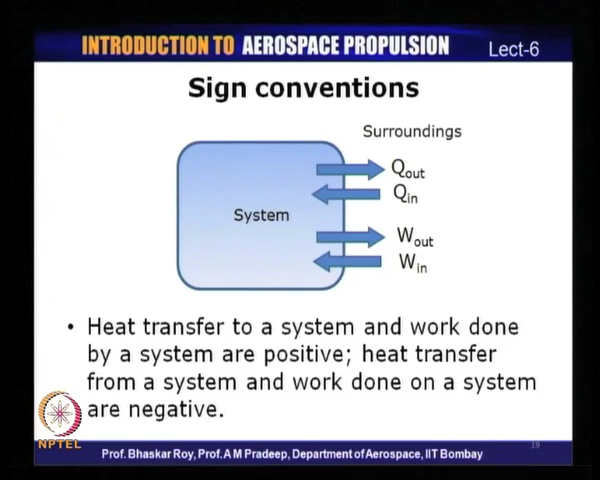 INTRODUCTION TO AEROSPACE PROPULSION Lect-6
Sign conventions
Surroundings
System
Qout
Qin
Wout
Win
• Heat transfer to a system and work done
by a system are positive; heat transfer
from a system and work done on a system
are negative.
NPTEL
19
Prof. Bhaskar Roy, Prof. A M Pradeep, Department of Aerospace, IIT Bombay